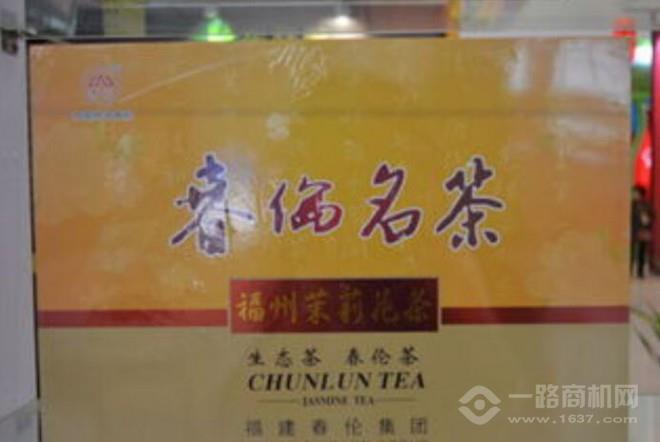 春倫名茶
福州茉莉花茶
生态茶 春伦茶
CHUNLUN TEA
JASMINE TEA
福建春伦集团
一路商机网
www.1637.com